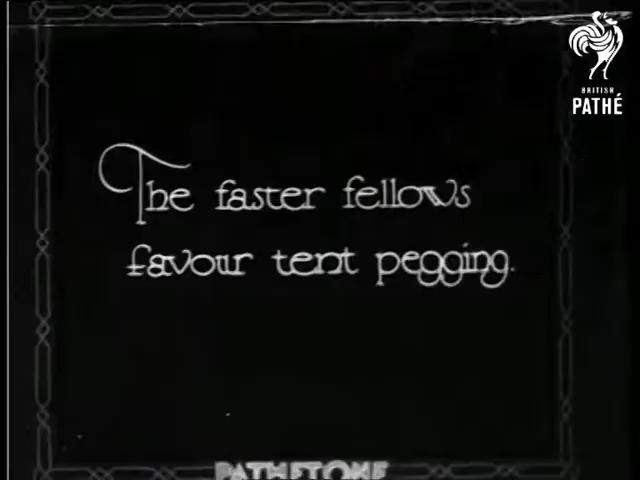 BRITISH
PATHÉ
The faster fellows
favour tent pegging.
PATHETONE